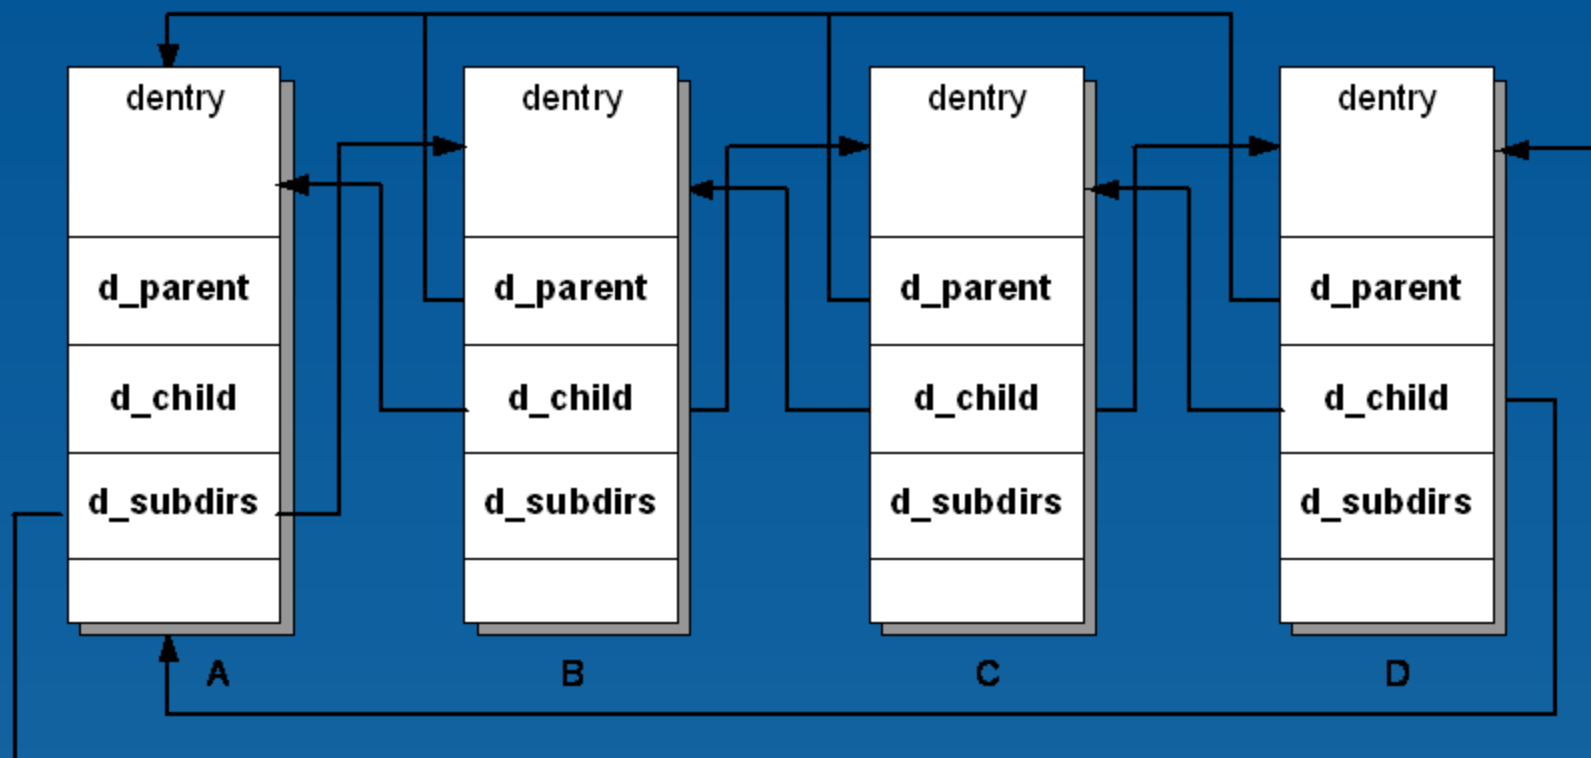 dentry
d_parent
d_child
d_subdirs
A
dentry
d_parent
d_child
d_subdirs
B
dentry
d_parent
d_child
d_subdirs
C
dentry
d_parent
d_child
d_subdirs
D